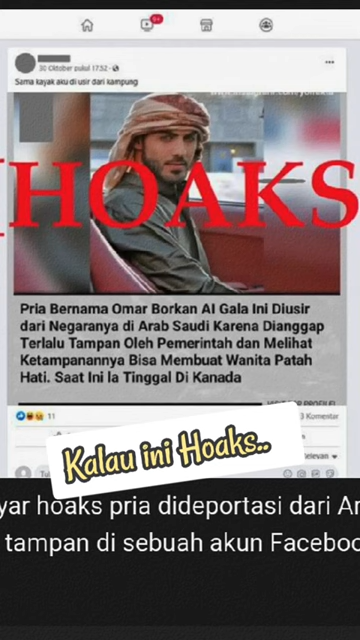 30 Oktober pukul 17.52
Sama kayak aku di usir dari kampung
HOAKS
Pria Bernama Omar Borkan Al Gala Ini Diusir
dari Negaranya di Arab Saudi Karena Dianggap
Terlalu Tampan Oleh Pemerintah dan Melihat
Ketampanannya Bisa Membuat Wanita Patah
Hati. Saat Ini Ia Tinggal Di Kanada
11
3 Komentar
Kalau ini Hoaks..
yar hoaks pria dideportasi dari Ar
tampan di sebuah akun Faceboo